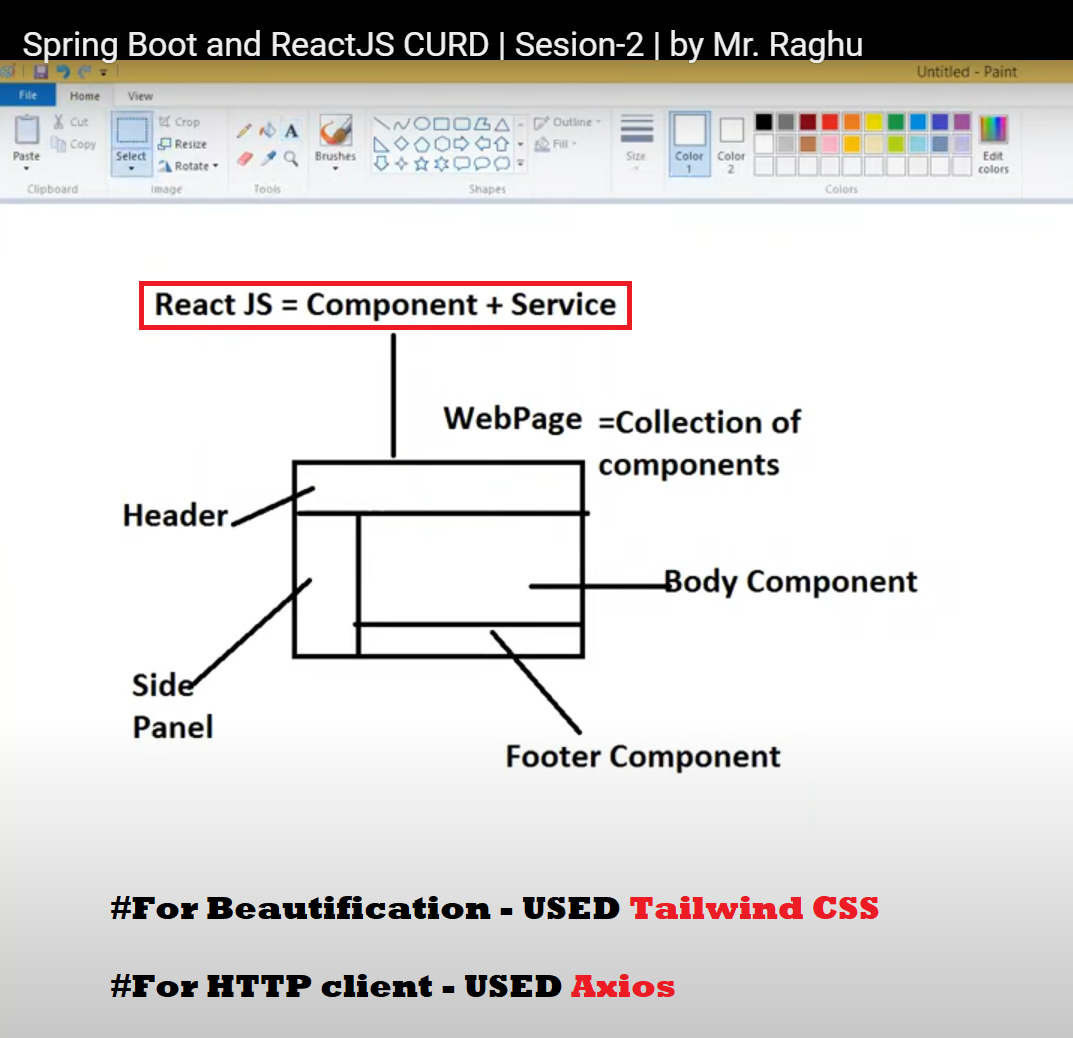 Spring Boot and ReactJS CURD | Sesion-2 | by Mr. Raghu
Untitled - Paint
File Home View
Cut
Copy
Paste
Clipboard
Crop
Resize
Rotate
Select
Image
A
Tools
Brushes
Outline
Fill
Shapes
Size
Color 1
Color 2
Edit colors
Colors
React JS = Component + Service
WebPage =Collection of
components
Header
Body Component
Side
Panel
Footer Component
#For Beautification - USED Tailwind CSS
#For HTTP client - USED Axios